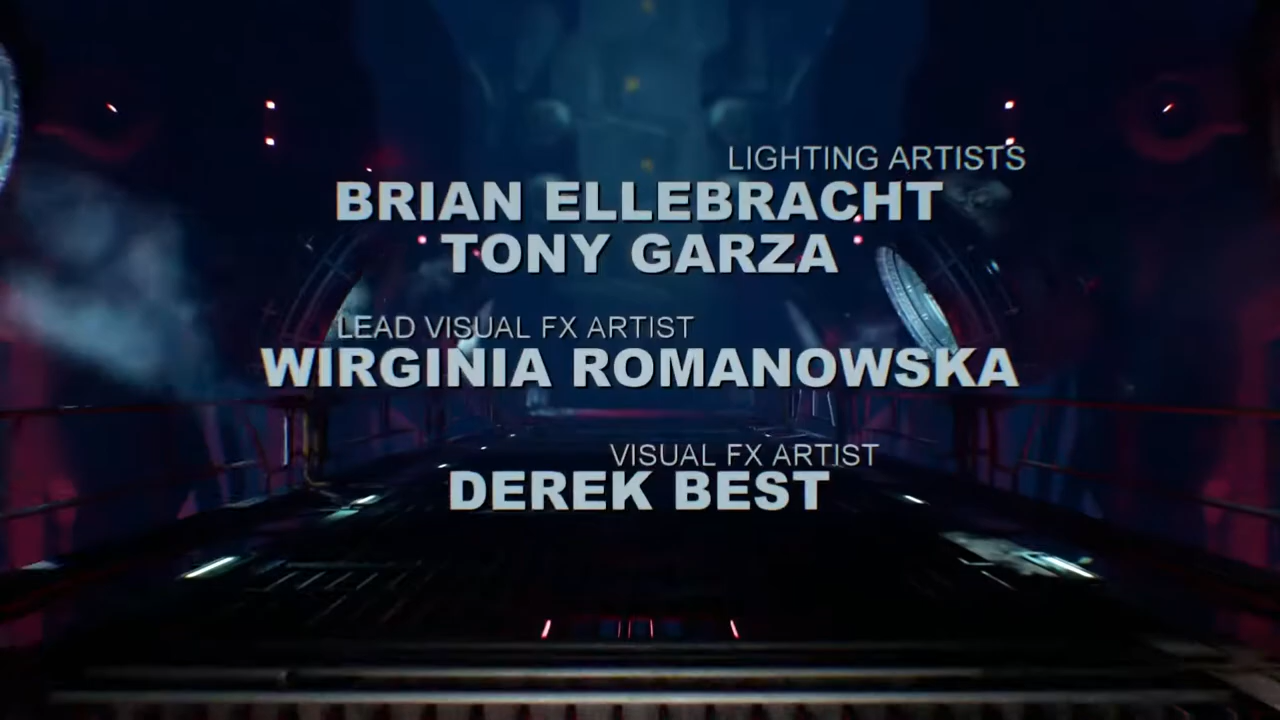 LIGHTING ARTISTS
BRIAN ELLEBRACHT
TONY GARZA
LEAD VISUAL FX ARTIST
WIRGINIA ROMANOWSKA
VISUAL FX ARTIST
DEREK BEST